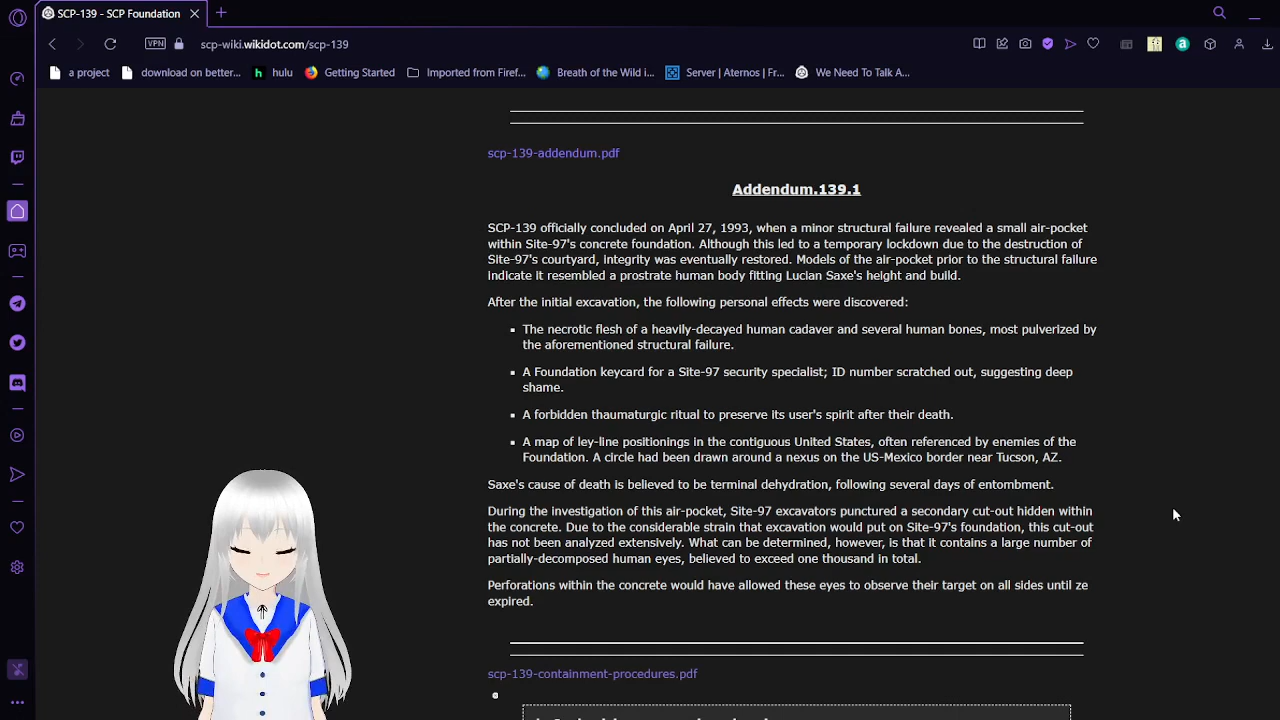 SCP-139 - SCP Foundation
VPN
scp-wiki.wikidot.com/scp-139
a project
download on better...
hulu
Getting Started
Imported from Firef...
Breath of the Wild i...
Server | Aternos | Fr...
We Need To Talk A...
scp-139-addendum.pdf
Addendum.139.1
SCP-139 officially concluded on April 27, 1993, when a minor structural failure revealed a small air-pocket
within Site-97's concrete foundation. Although this led to a temporary lockdown due to the destruction of
Site-97's courtyard, integrity was eventually restored. Models of the air-pocket prior to the structural failure
indicate it resembled a prostrate human body fitting Lucian Saxe's height and build.
After the initial excavation, the following personal effects were discovered:
The necrotic flesh of a heavily-decayed human cadaver and several human bones, most pulverized by
the aforementioned structural failure.
A Foundation keycard for a Site-97 security specialist; ID number scratched out, suggesting deep
shame.
A forbidden thaumaturgic ritual to preserve its user's spirit after their death.
A map of ley-line positionings in the contiguous United States, often referenced by enemies of the
Foundation. A circle had been drawn around a nexus on the US-Mexico border near Tucson, AZ.
Saxe's cause of death is believed to be terminal dehydration, following several days of entombment.
During the investigation of this air-pocket, Site-97 excavators punctured a secondary cut-out hidden within
the concrete. Due to the considerable strain that excavation would put on Site-97's foundation, this cut-out
has not been analyzed extensively. What can be determined, however, is that it contains a large number of
partially-decomposed human eyes, believed to exceed one thousand in total.
Perforations within the concrete would have allowed these eyes to observe their target on all sides until ze
expired.
scp-139-containment-procedures.pdf